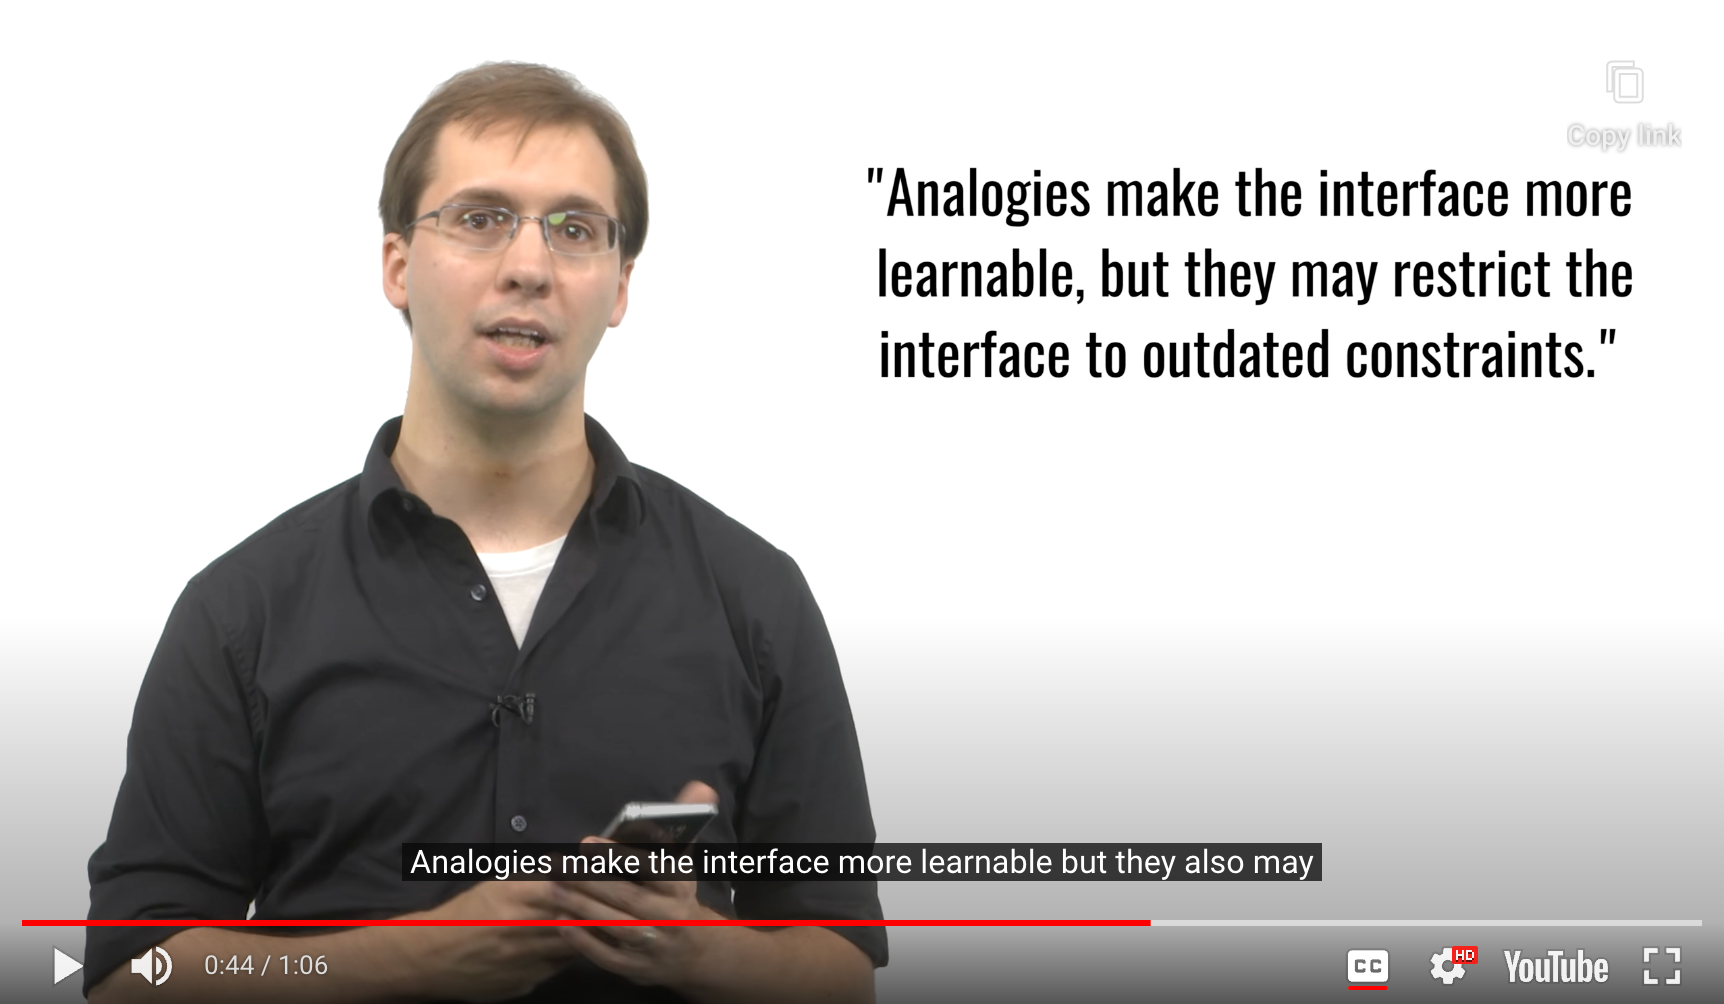 Copy link
"Analogies make the interface more
learnable, but they may restrict the
interface to outdated constraints."
Analogies make the interface more learnable but they also may
0:44 / 1:06
CC
HD
YouTube